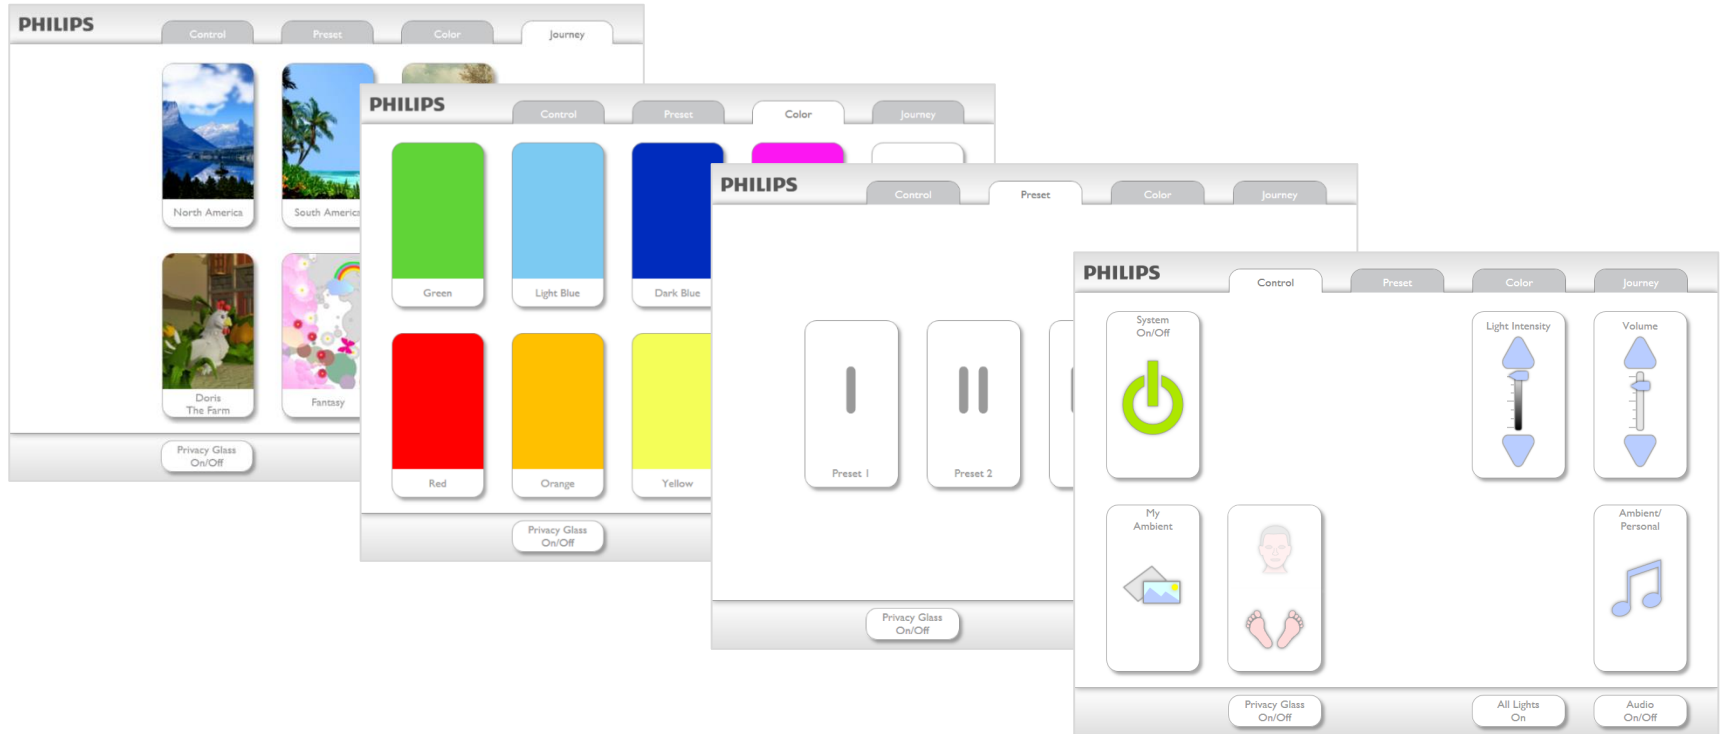 PHILIPS
Control
Preset
Color
Journey
North America
South America
Doris
The Farm
Fantasy
Privacy Glass
On/Off
PHILIPS
Control
Preset
Color
Journey
Green
Light Blue
Dark Blue
Red
Orange
Yellow
Privacy Glass
On/Off
PHILIPS
Control
Preset
Color
Journey
Preset 1
Preset 2
Privacy Glass
On/Off
PHILIPS
Control
Preset
Color
Journey
System
On/Off
Light Intensity
Volume
My
Ambient
Ambient/
Personal
Privacy Glass
On/Off
All Lights
On
Audio
On/Off